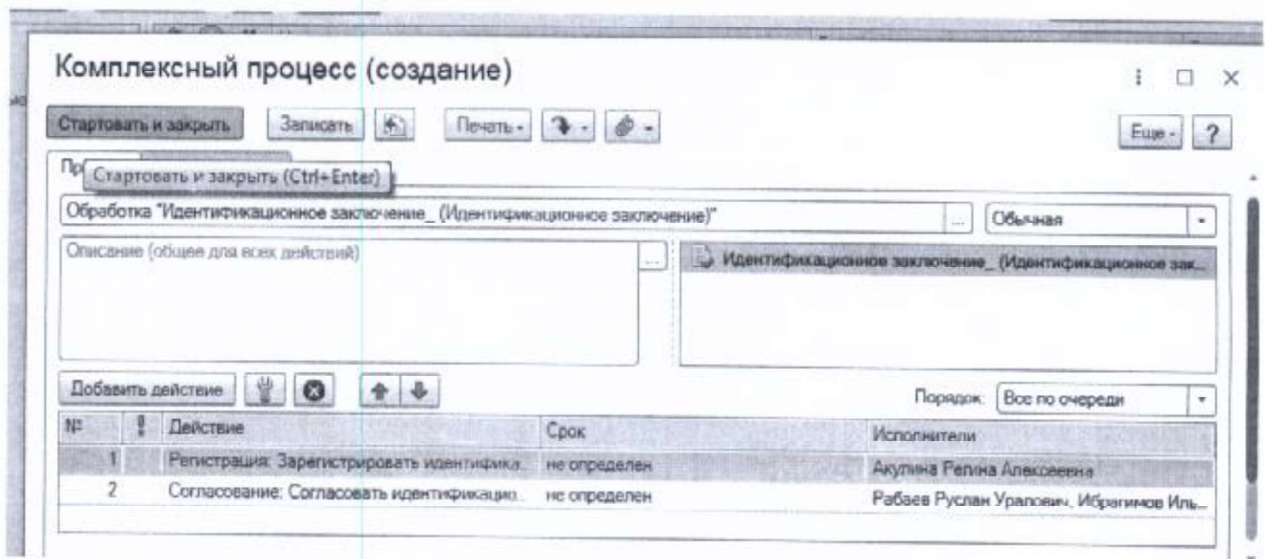 Комплексный процесс (создание)
Стартовать и закрыть Записать Печать Еще ?
Стартовать и закрыть (Ctrl+Enter)
Обработка "Идентификационное заключение_ (Идентификационное заключение)" ... Обычная
Описание (общее для всех действий) ... Идентификационное заключение_ (Идентификационное зак...
Добавить действие Порядок: Все по очереди
№ Действие Срок Исполнители
1 Регистрация: Зарегистрировать идентифика... не определен Акулина Регина Алексеевна
2 Согласование: Согласовать идентификацио... не определен Рабаев Руслан Уралович, Ибрагимов Иль...